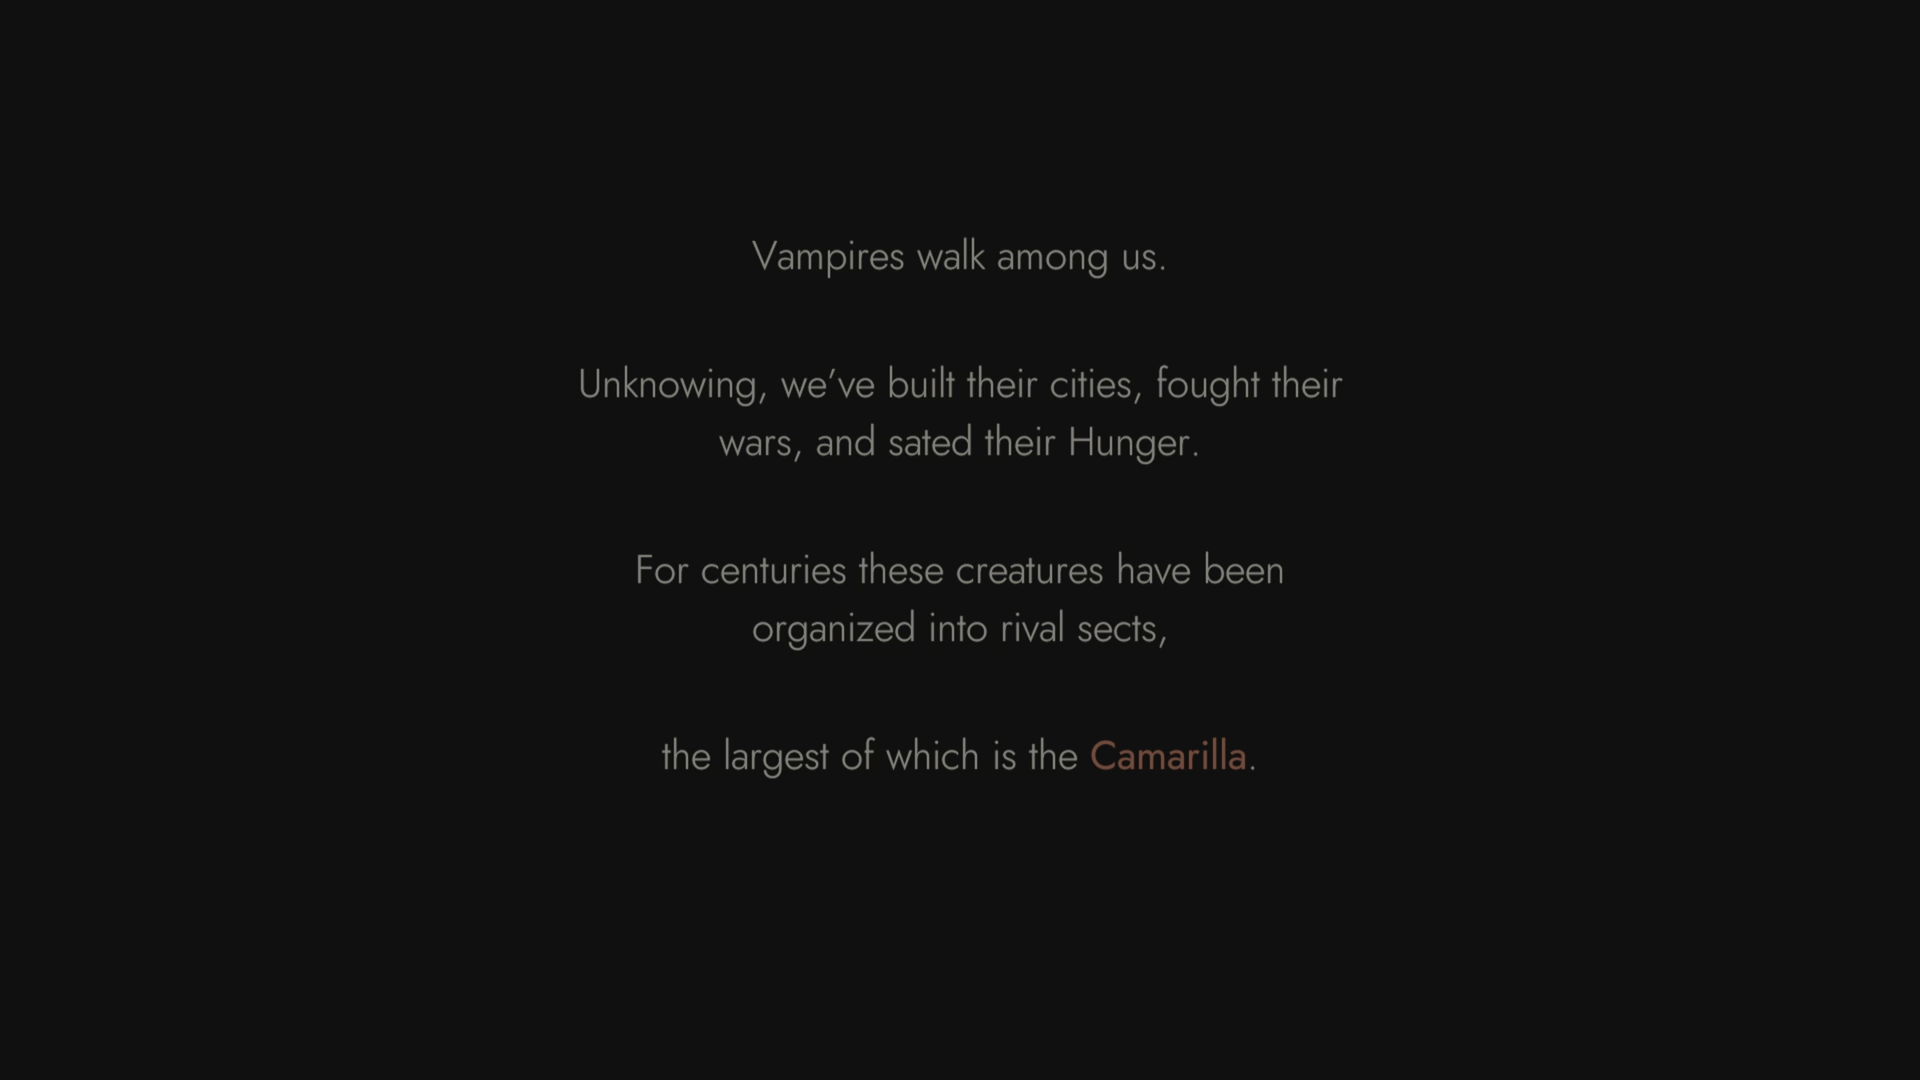 Vampires walk among us.
Unknowing, we’ve built their cities, fought their
wars, and sated their Hunger.
For centuries these creatures have been
organized into rival sects,
the largest of which is the Camarilla.